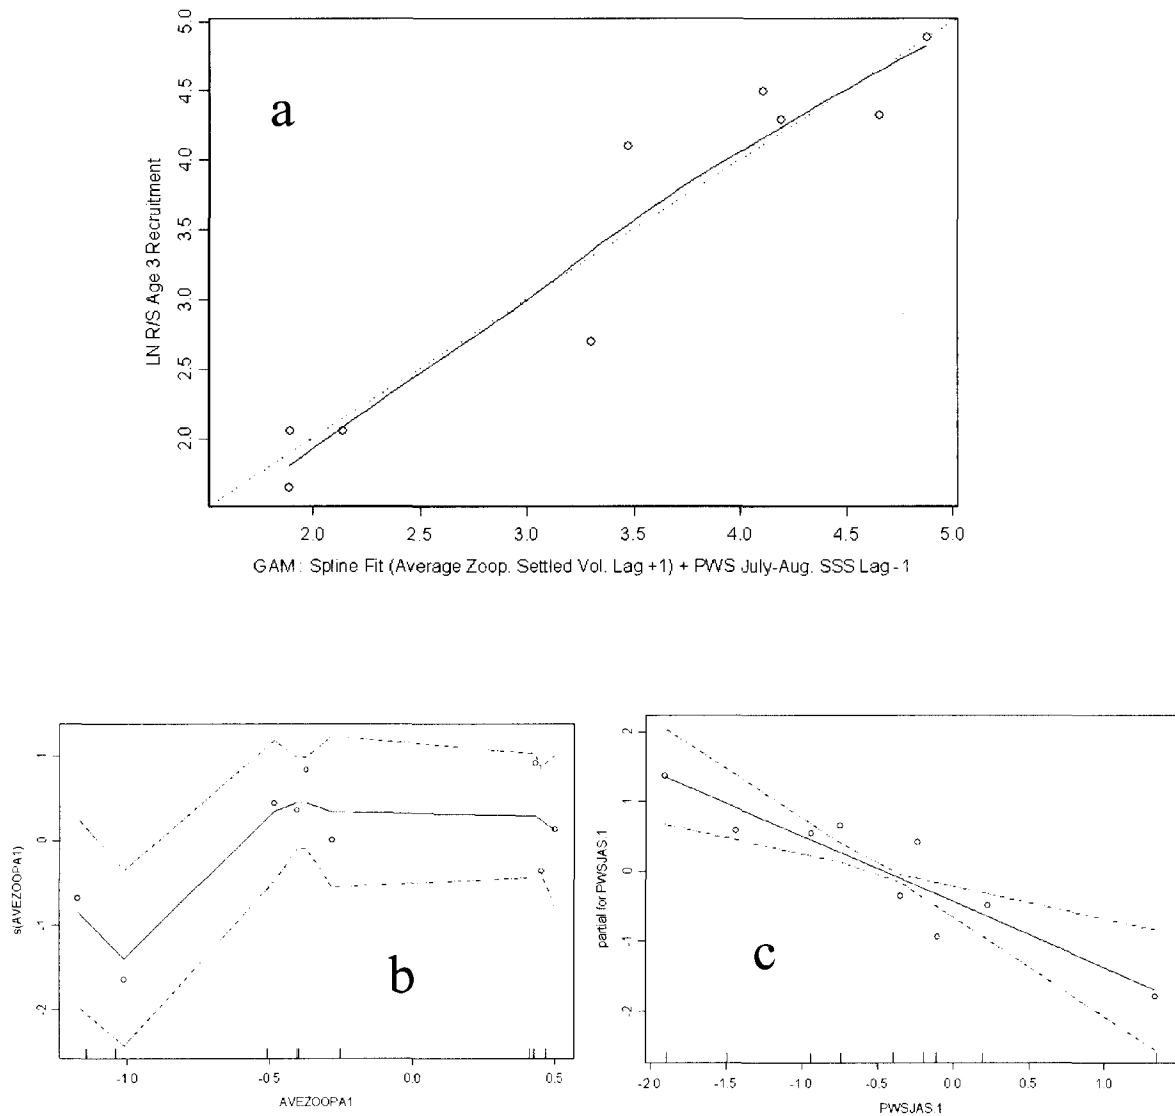 a
LN R/S Age 3 Recruitment
5.0
4.5
4.0
3.5
3.0
2.5
2.0
2.0 2.5 3.0 3.5 4.0 4.5 5.0
GAM : Spline Fit (Average Zoop. Settled Vol. Lag +1) + PWS July-Aug. SSS Lag -1
b
s(AVEZOOPA1)
1
0
-1
-2
-1.0 -0.5 0.0 0.5
AVEZOOPA1
c
partial for PWSJAS.1
2
1
0
-1
-2
-2.0 -1.5 -1.0 -0.5 0.0 0.5 1.0
PWSJAS.1